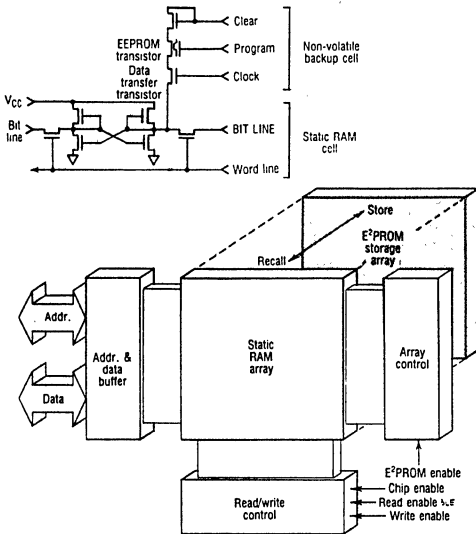 Clear
EEPROM
transistor
Program
Non-volatile
backup cell
Data
transfer
transistor
Clock
VCC
Bit
line
BIT LINE
Static RAM
cell
Word line
Store
E²PROM
storage
array
Recall
Addr.
Data
Addr. &
data
buffer
Static
RAM
array
Array
control
E²PROM enable
Chip enable
Read enable
Write enable
Read/write
control